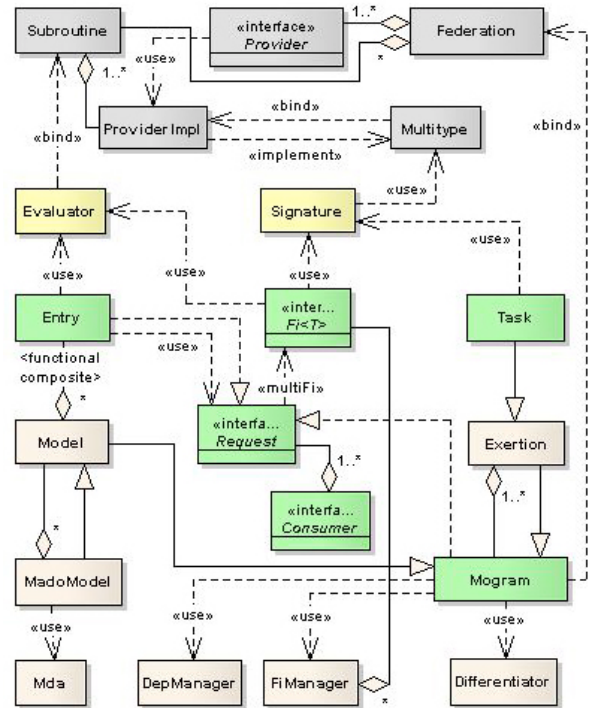 Subroutine
«interface»
Provider
1..*
Federation
*
«use»
1..*
«bind»
«bind»
ProviderImpl
Multitype
«bind»
«implement»
«use»
Evaluator
Signature
«use»
«use»
«use»
«use»
Entry
«inter...
Fi<T>
Task
<functional
composite>
«use»
*
«multiFi»
Model
«interfa...
Request
Exertion
1..*
1..*
«interfa...
Consumer
*
MadoModel
Mogram
«use»
«use»
«use»
«use»
Mda
DepManager
FiManager
*
Differentiator